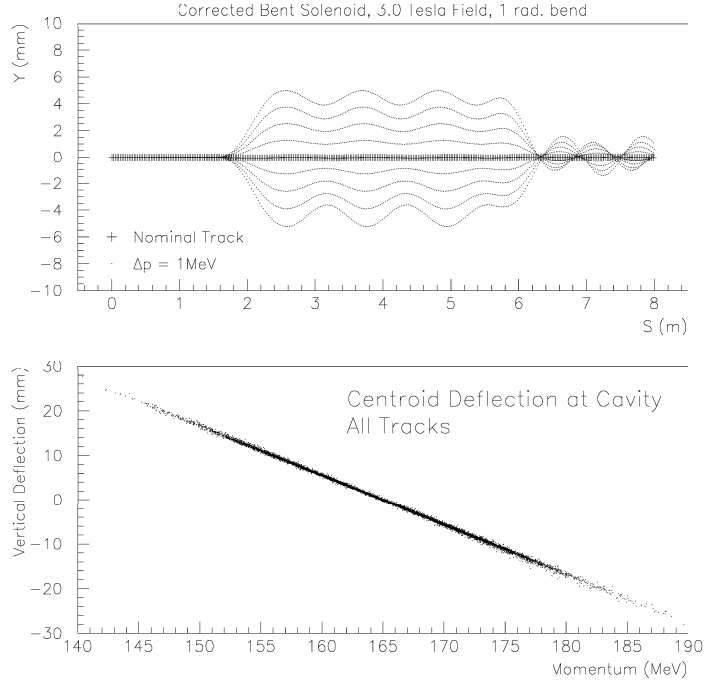 Corrected Bent Solenoid, 3.0 Tesla Field, 1 rad. bend
Y (mm)
10
8
6
4
2
0
−2
−4
−6
−8
−10
+ Nominal Track
· Δp = 1MeV
0 1 2 3 4 5 6 7 8
S (m)
Vertical Deflection (mm)
30
20
10
0
−10
−20
−30
Centroid Deflection at Cavity
All Tracks
140 145 150 155 160 165 170 175 180 185 190
Momentum (MeV)